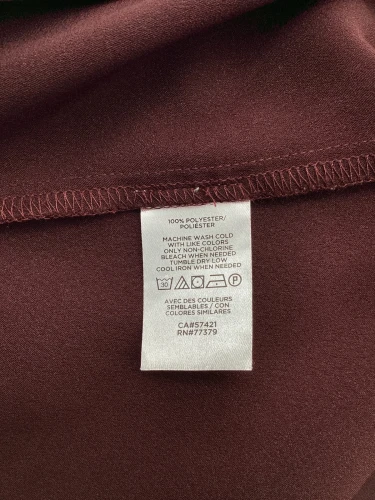 100% POLYESTER/
POLIÉSTER
MACHINE WASH COLD
WITH LIKE COLORS
ONLY NON-CHLORINE
BLEACH WHEN NEEDED
TUMBLE DRY LOW
COOL IRON WHEN NEEDED
30 P
AVEC DES COULEURS
SEMBLABLES / CON
COLORES SIMILARES
CA#57421
RN#77379